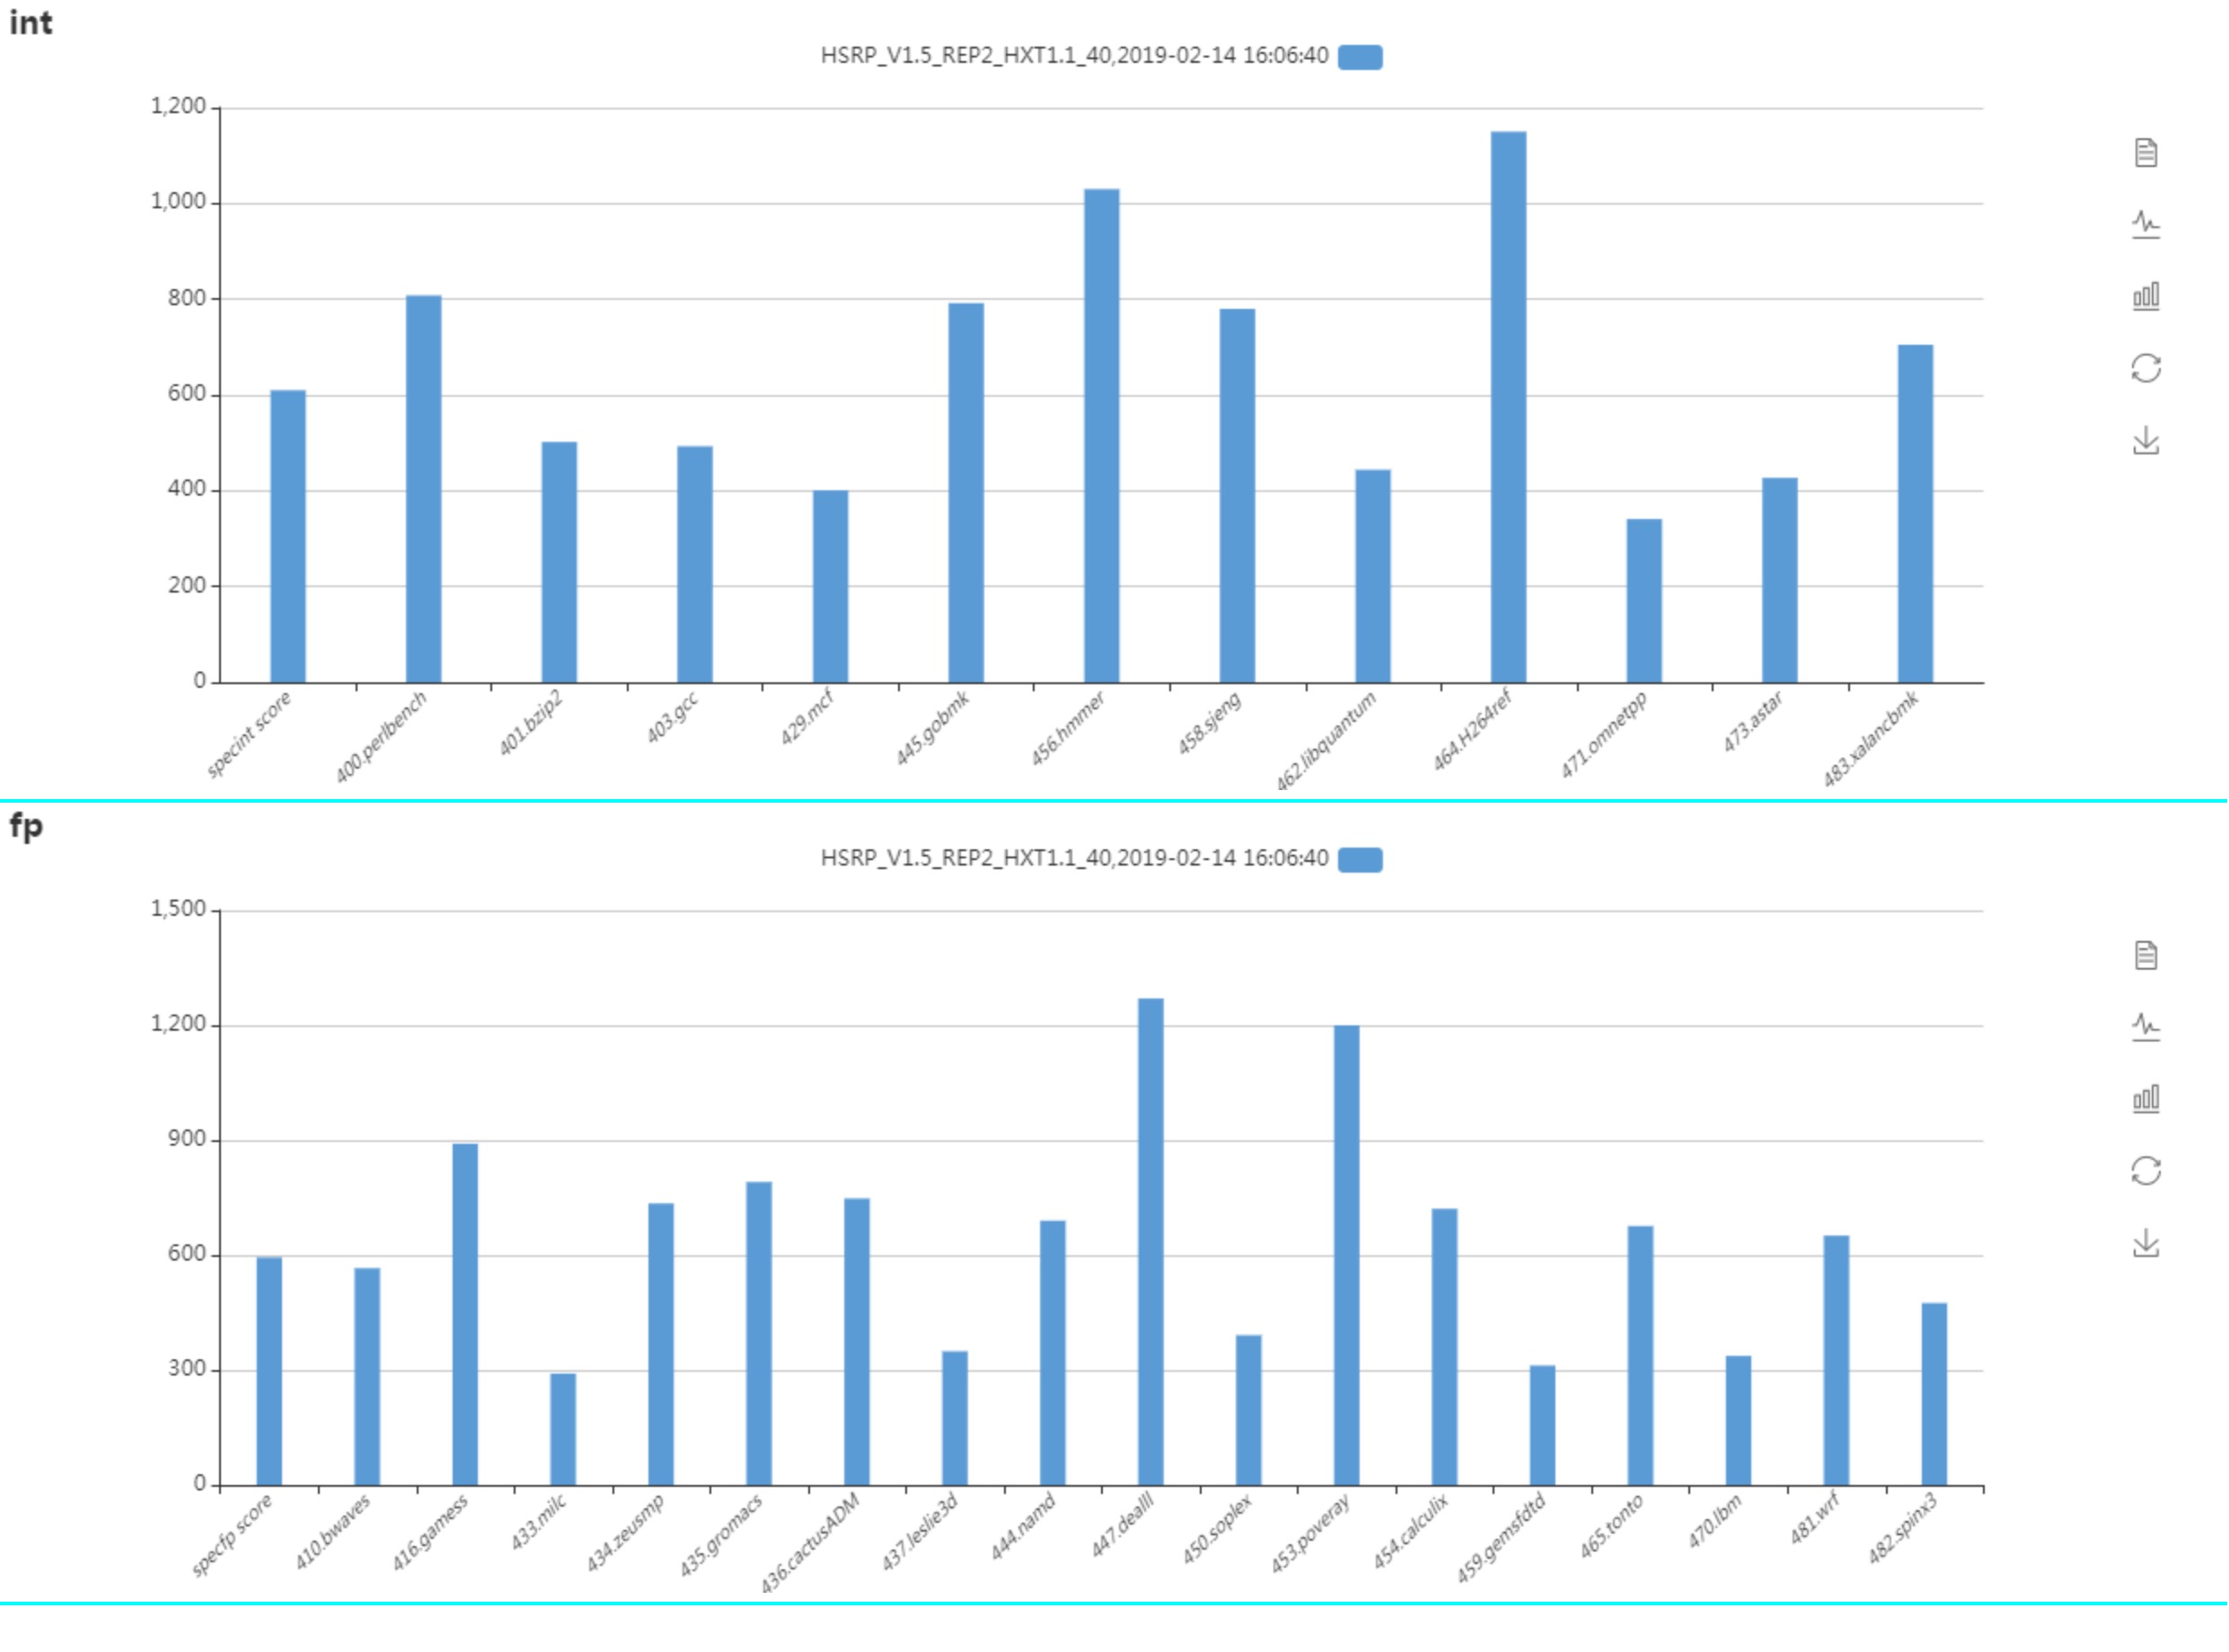 int
HSRP_V1.5_REP2_HXT1.1_40,2019-02-14 16:06:40
1,200
1,000
800
600
400
200
0
specint score
400.perlbench
401.bzip2
403.gcc
429.mcf
445.gobmk
456.hmmer
458.sjeng
462.libquantum
464.H264ref
471.omnetpp
473.astar
483.xalancbmk
fp
HSRP_V1.5_REP2_HXT1.1_40,2019-02-14 16:06:40
1,500
1,200
900
600
300
0
specfp score
410.bwaves
416.gamess
433.milc
434.zeusmp
435.gromacs
436.cactusADM
437.leslie3d
444.namd
447.dealII
450.soplex
453.poveray
454.calculix
459.gemsfdtd
465.tonto
470.lbm
481.wrf
482.spinx3